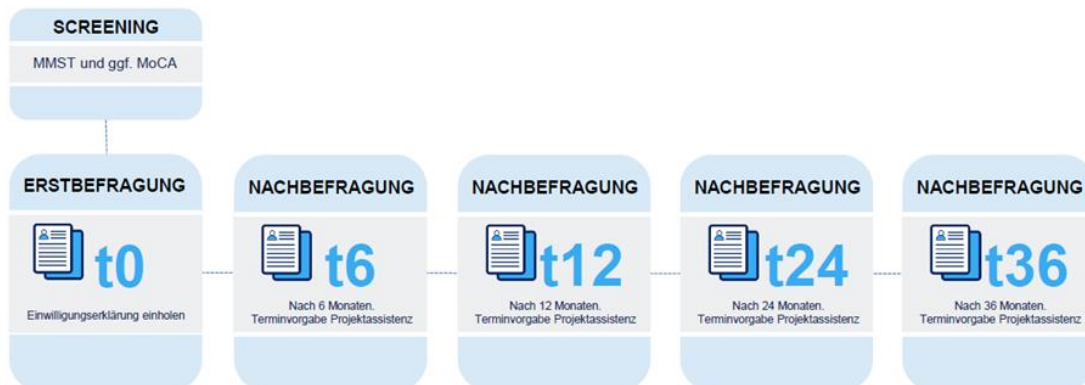 SCREENING
MMST und ggf. MoCA
ERSTBEFRAGUNG
t0
Einwilligungserklärung einholen
NACHBEFRAGUNG
t6
Nach 6 Monaten.
Terminvorgabe Projektassistenz
NACHBEFRAGUNG
t12
Nach 12 Monaten.
Terminvorgabe Projektassistenz
NACHBEFRAGUNG
t24
Nach 24 Monaten.
Terminvorgabe Projektassistenz
NACHBEFRAGUNG
t36
Nach 36 Monaten.
Terminvorgabe Projektassistenz